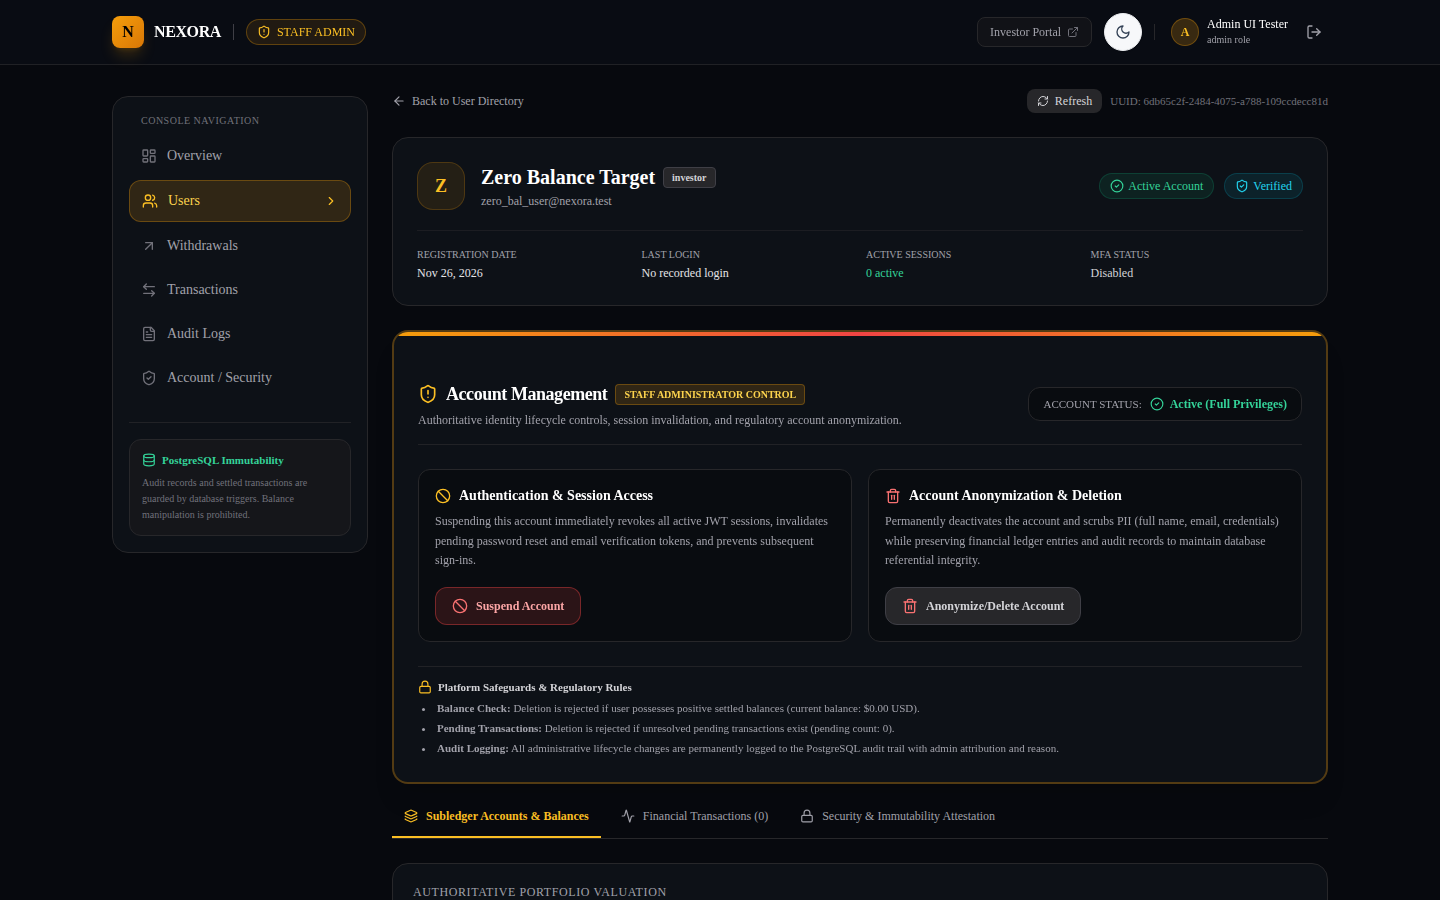 N NEXORA STAFF ADMIN
Investor Portal
A
Admin UI Tester
admin role
CONSOLE NAVIGATION
Overview
Users
Withdrawals
Transactions
Audit Logs
Account / Security
PostgreSQL Immutability
Audit records and settled transactions are
guarded by database triggers. Balance
manipulation is prohibited.
Back to User Directory
Refresh
UUID: 6db65c2f-2484-4075-a788-109ccdecc81d
Z
Zero Balance Target investor
zero_bal_user@nexora.test
Active Account
Verified
REGISTRATION DATE
Nov 26, 2026
LAST LOGIN
No recorded login
ACTIVE SESSIONS
0 active
MFA STATUS
Disabled
Account Management STAFF ADMINISTRATOR CONTROL
Authoritative identity lifecycle controls, session invalidation, and regulatory account anonymization.
ACCOUNT STATUS: Active (Full Privileges)
Authentication & Session Access
Suspending this account immediately revokes all active JWT sessions, invalidates
pending password reset and email verification tokens, and prevents subsequent
sign-ins.
Suspend Account
Account Anonymization & Deletion
Permanently deactivates the account and scrubs PII (full name, email, credentials)
while preserving financial ledger entries and audit records to maintain database
referential integrity.
Anonymize/Delete Account
Platform Safeguards & Regulatory Rules
• Balance Check: Deletion is rejected if user possesses positive settled balances (current balance: $0.00 USD).
• Pending Transactions: Deletion is rejected if unresolved pending transactions exist (pending count: 0).
• Audit Logging: All administrative lifecycle changes are permanently logged to the PostgreSQL audit trail with admin attribution and reason.
Subledger Accounts & Balances
Financial Transactions (0)
Security & Immutability Attestation
AUTHORITATIVE PORTFOLIO VALUATION